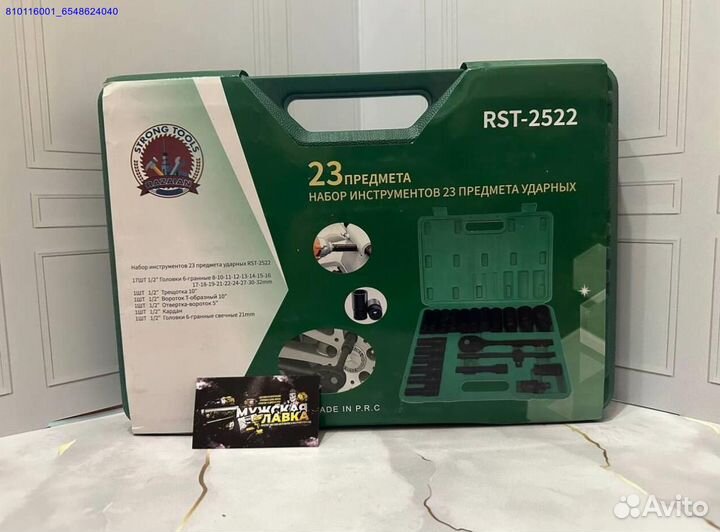 810116001_6548624040
RST-2522
STRONG TOOLS
23 ПРЕДМЕТА
НАБОР ИНСТРУМЕНТОВ 23 ПРЕДМЕТА УДАРНЫХ
Набор инструментов 23 предмета ударных RST-2522
17ШТ 1/2" Головки 6-гранные 8-10-11-12-13-14-15-16
17-18-19-21-22-24-27-30-32mm
1ШТ 1/2" Трещотка 10"
1ШТ 1/2" Вороток Т-образный 10"
1ШТ 1/2" Отвертка-вороток 5"
1ШТ 1/2" Кардан
1ШТ 1/2" Головки 6-гранные свечные 21mm
МУЖСКАЯ
ЛАВКА
MADE IN P.R.C
Avito